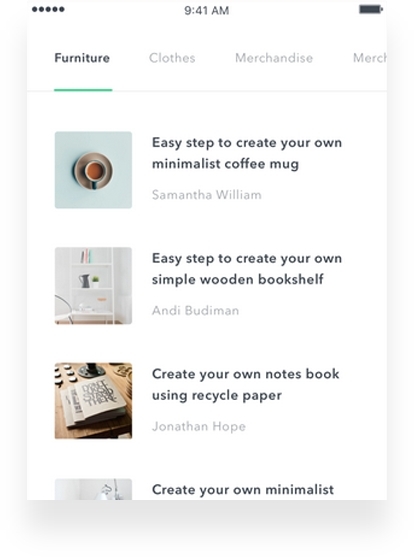 9:41 AM
Furniture Clothes Merchandise Merch
Easy step to create your own
minimalist coffee mug
Samantha William
Easy step to create your own
simple wooden bookshelf
Andi Budiman
Create your own notes book
using recycle paper
Jonathan Hope
Create your own minimalist